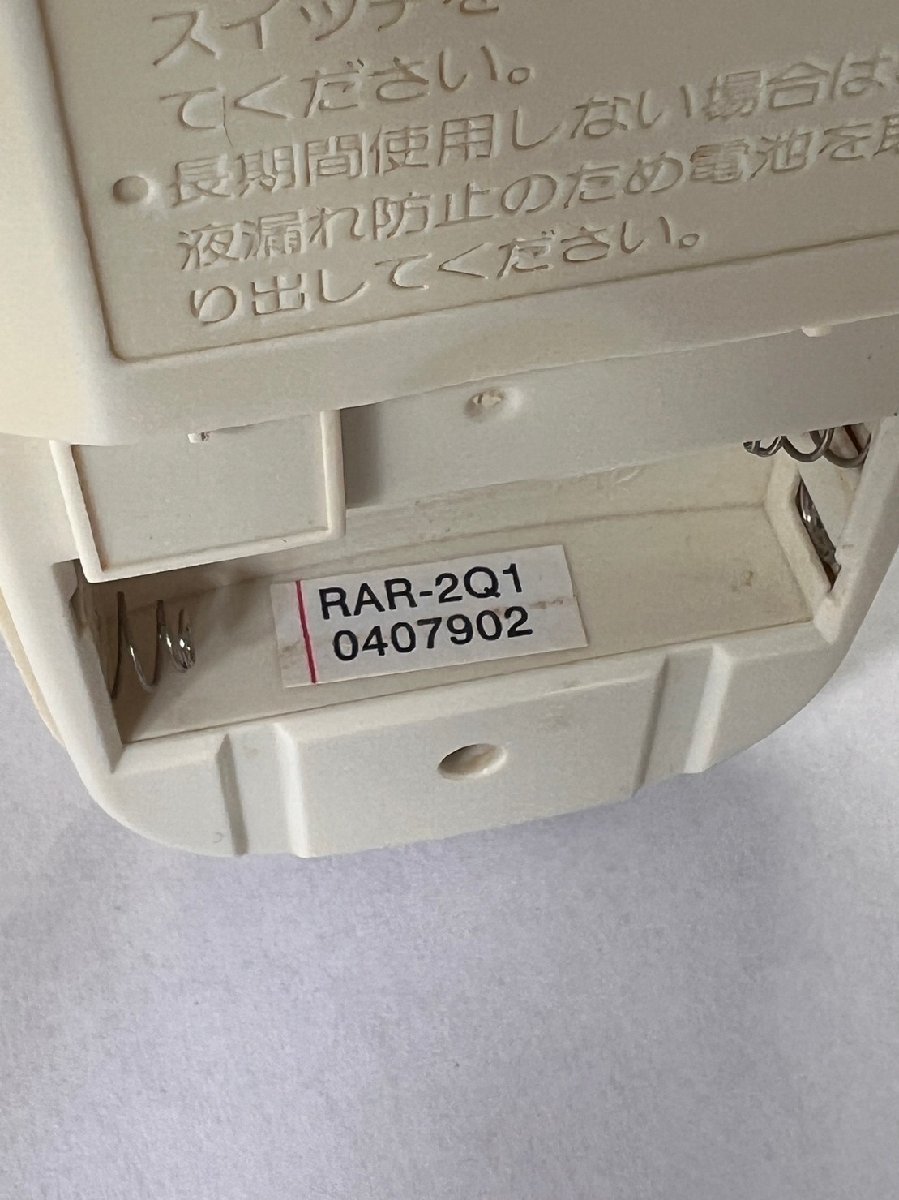 スイッチを
てください。
●長期間使用しない場合は
液漏れ防止のため電池を取
り出してください。
RAR-2Q1
0407902